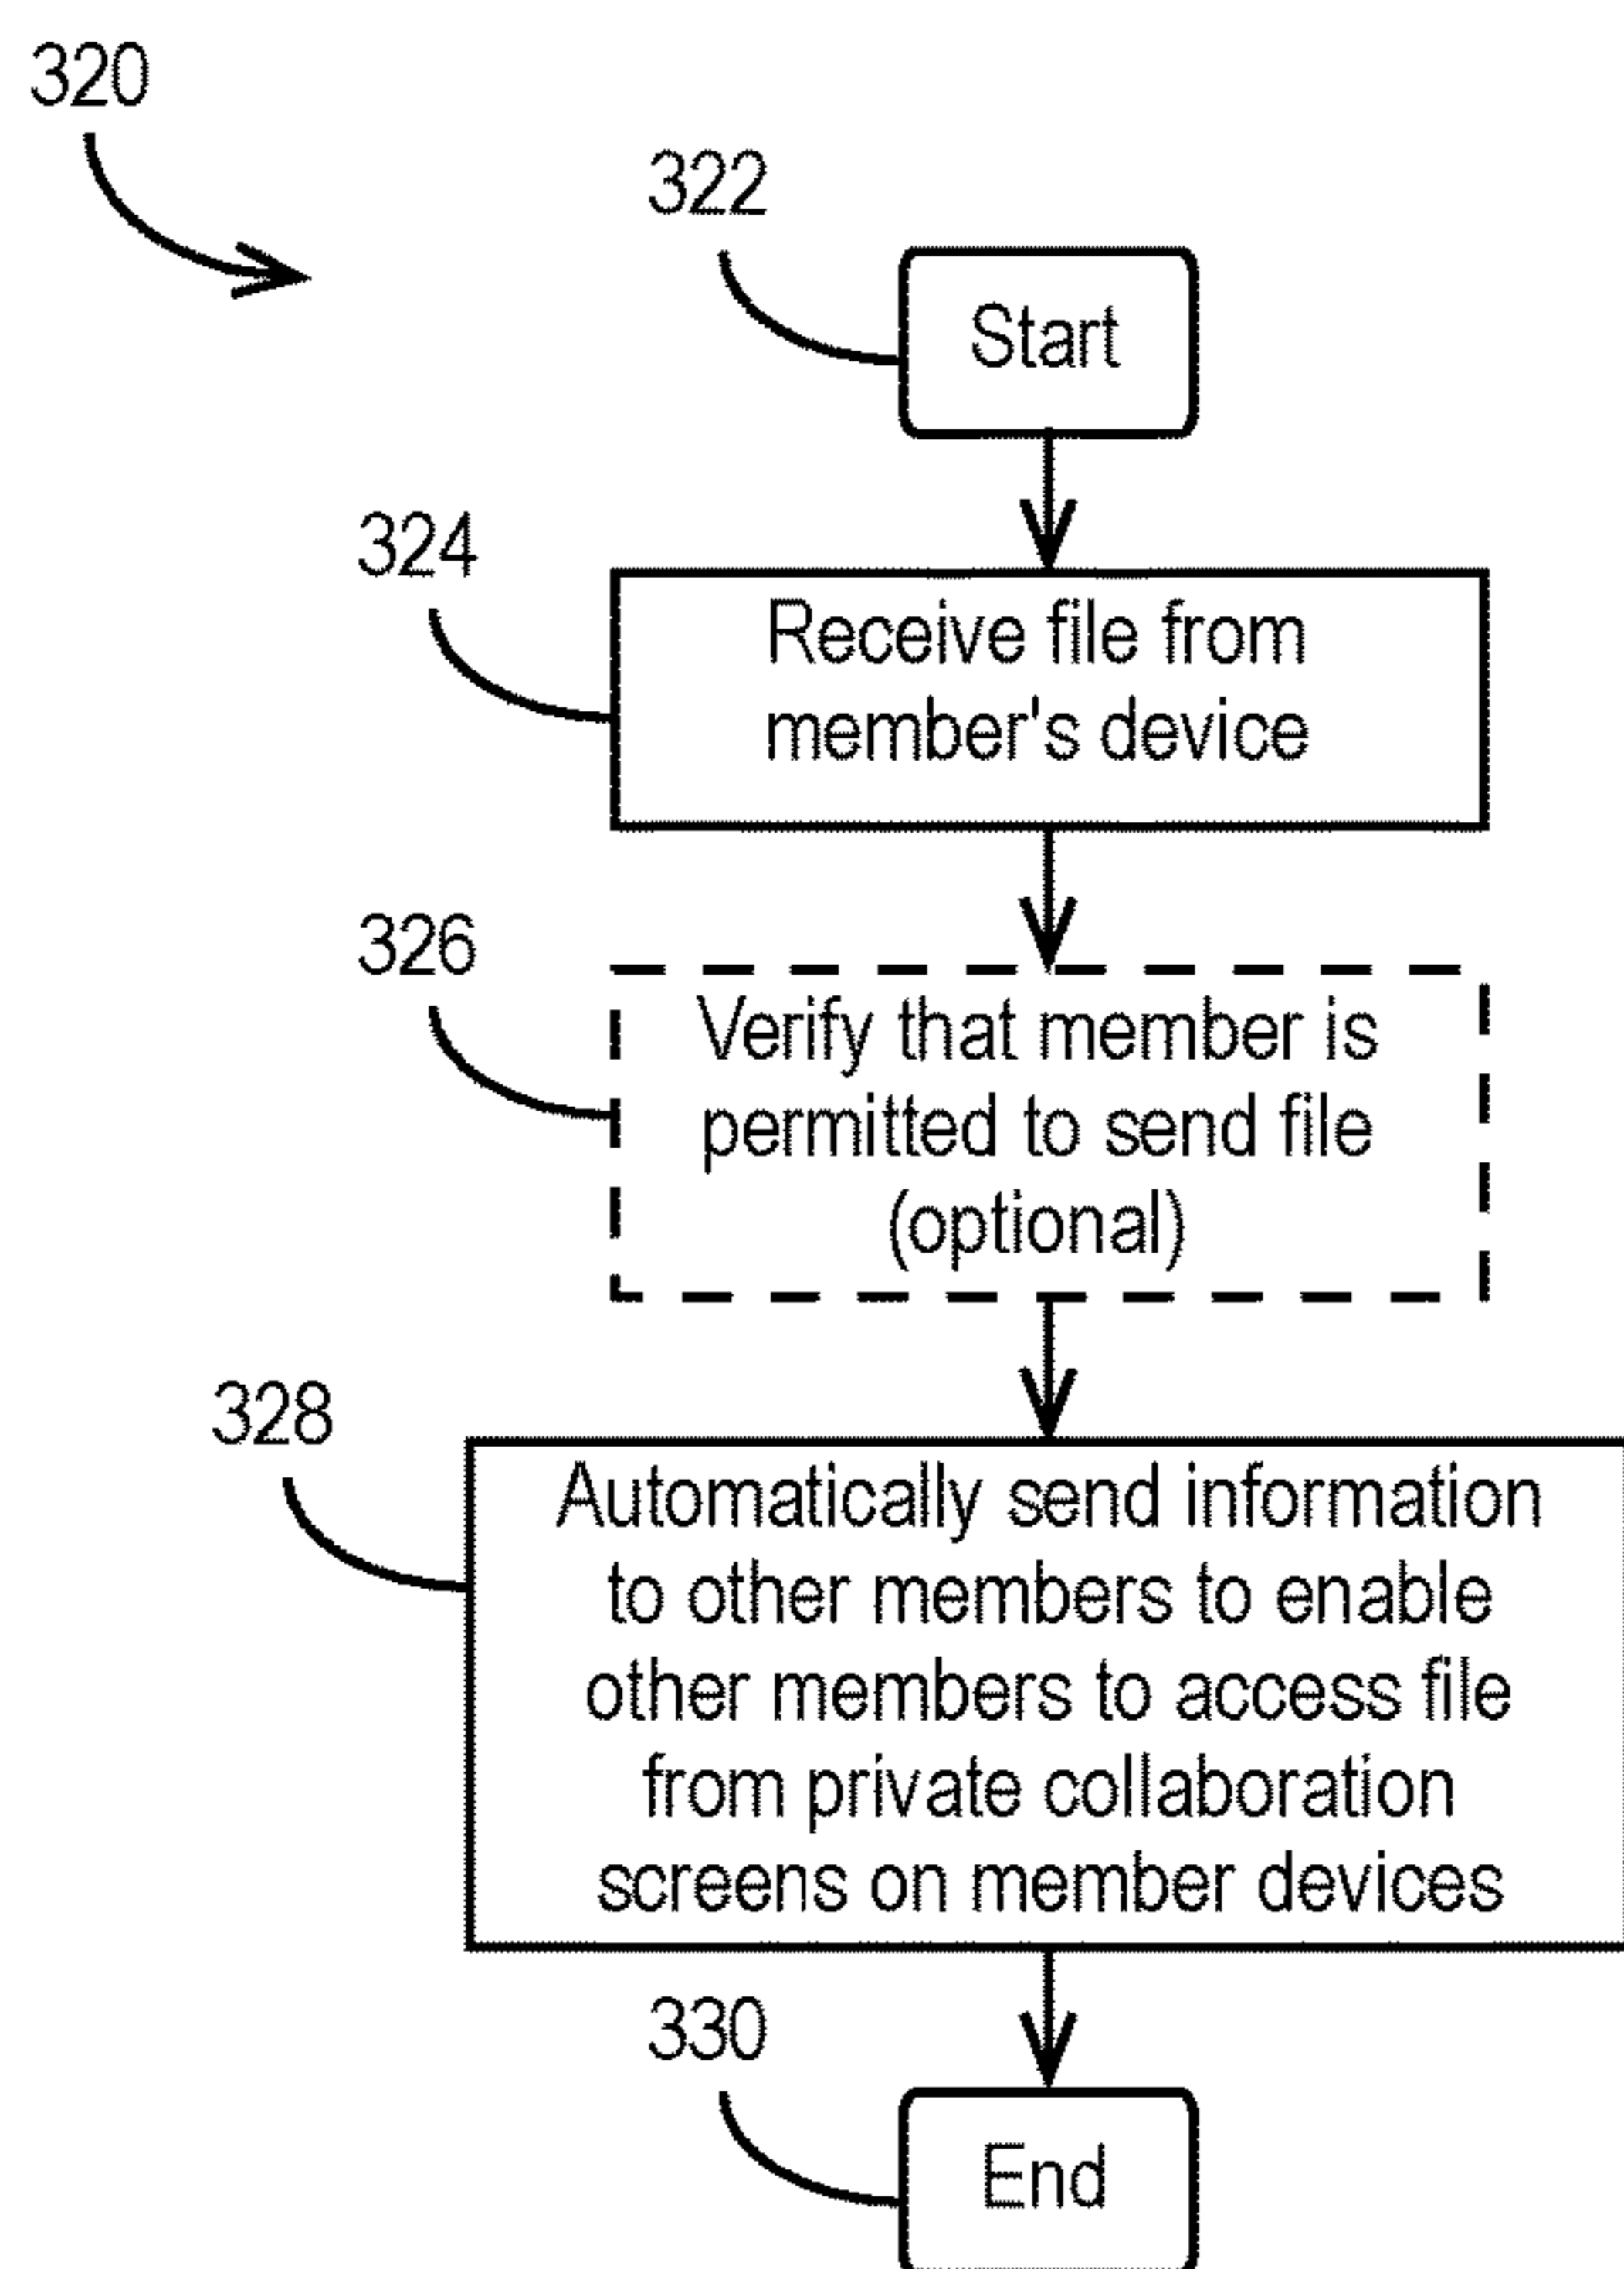 320
322
Start
324
Receive file from
member's device
326
Verify that member is
permitted to send file
(optional)
328
Automatically send information
to other members to enable
other members to access file
from private collaboration
screens on member devices
330
End